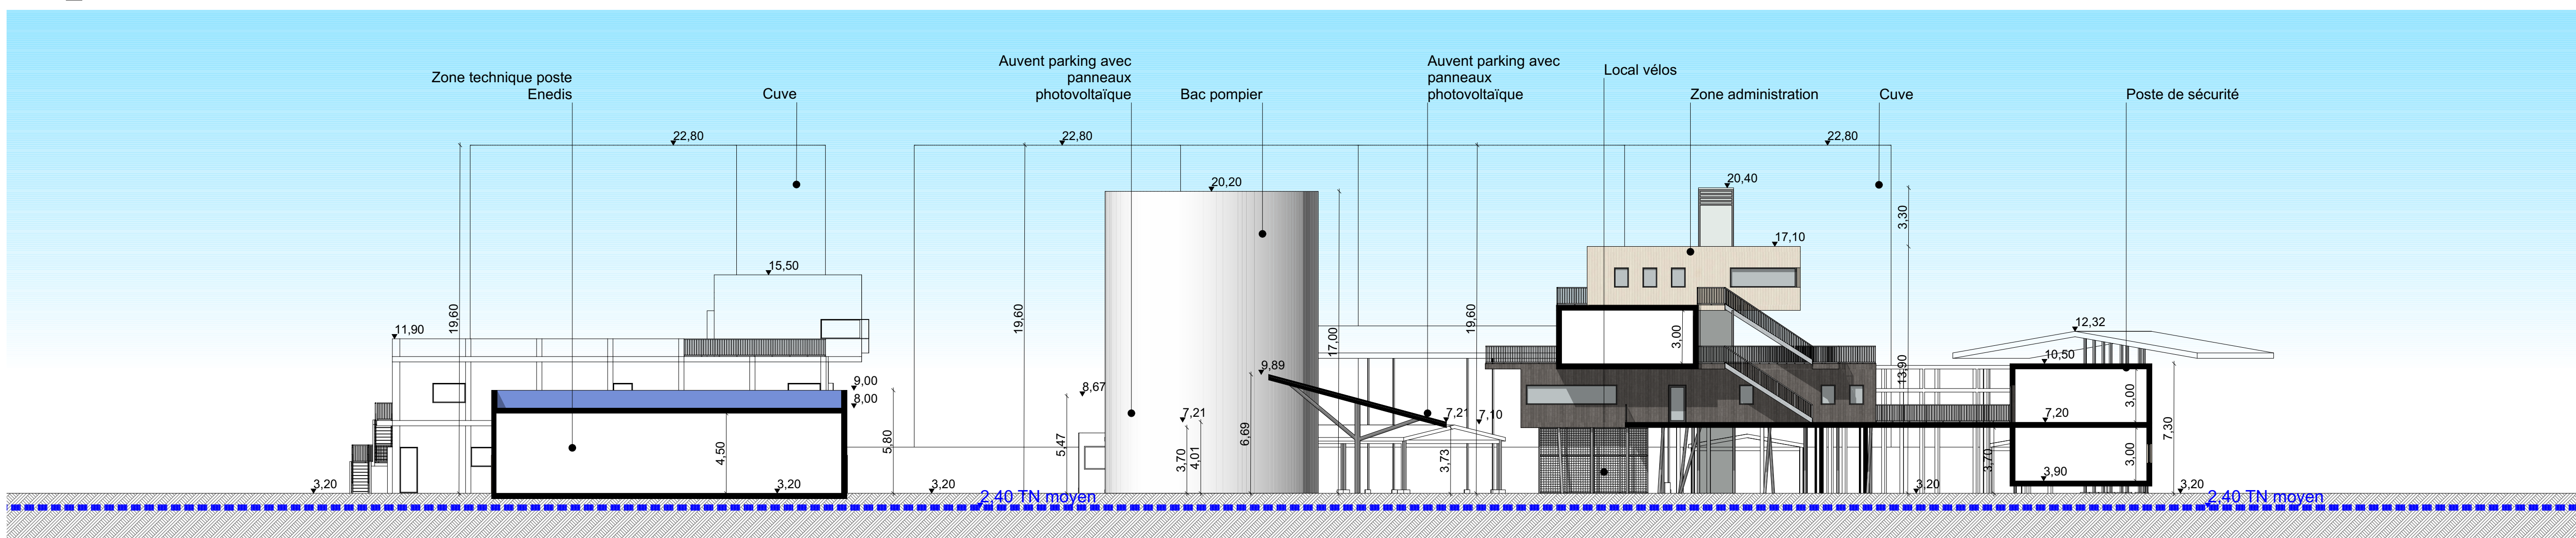 Zone technique poste
Enedis
Cuve
Auvent parking avec
panneaux
photovoltaïque
Bac pompier
Auvent parking avec
panneaux
photovoltaïque
Local vélos
Zone administration
Cuve
Poste de sécurité
22,80
22,80
22,80
20,20
20,40
3,30
17,10
15,50
19,60
19,60
19,60
17,00
13,90
11,90
12,32
10,50
3,00
9,89
9,00
8,00
8,67
7,21
7,21
7,10
7,20
3,00
7,30
5,80
4,50
5,47
3,70
4,01
6,69
3,73
3,70
3,00
3,90
3,20
3,20
3,20
3,20
3,20
2,40 TN moyen
2,40 TN moyen